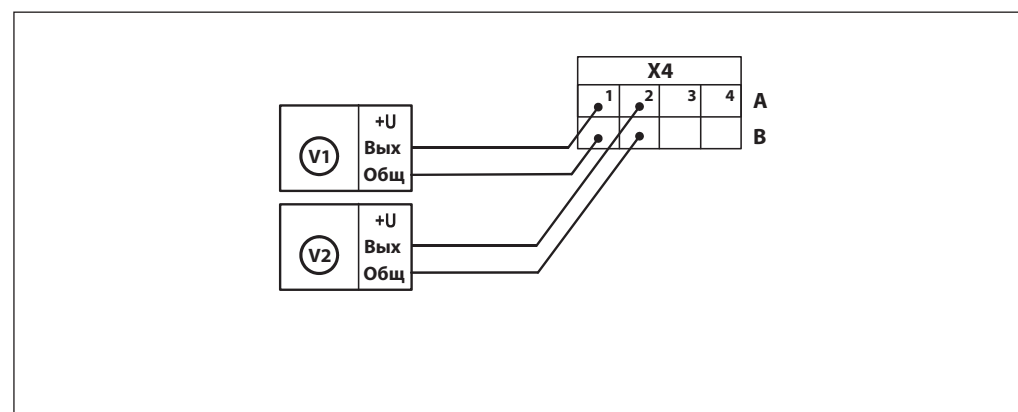 X4
1 2 3 4 A
B
+U
V1 Вых
Общ
+U
V2 Вых
Общ